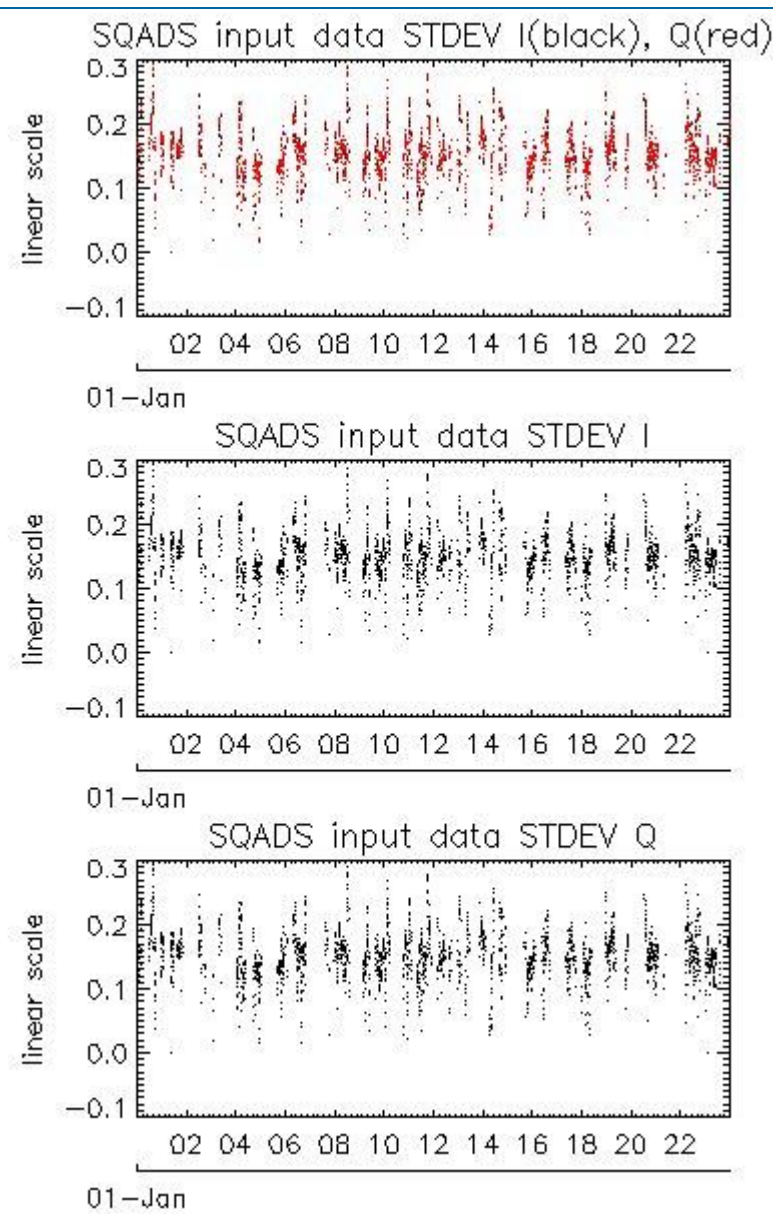 SQADS input data STDEV I(black), Q(red)
linear scale
0.3
0.2
0.1
0.0
−0.1
02 04 06 08 10 12 14 16 18 20 22
01−Jan
SQADS input data STDEV I
linear scale
0.3
0.2
0.1
0.0
−0.1
02 04 06 08 10 12 14 16 18 20 22
01−Jan
SQADS input data STDEV Q
linear scale
0.3
0.2
0.1
0.0
−0.1
02 04 06 08 10 12 14 16 18 20 22
01−Jan